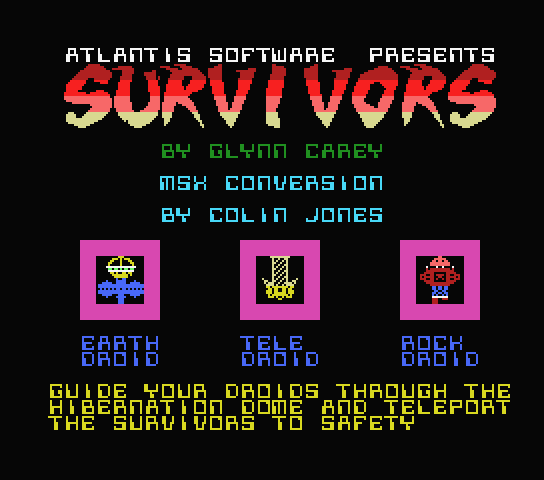 ATLANTIS SOFTWARE PRESENTS
SURVIVORS
BY GLYNN CAREY
MSX CONVERSION
BY COLIN JONES
EARTH DROID
TELE DROID
ROCK DROID
GUIDE YOUR DROIDS THROUGH THE
HIBERNATION DOME AND TELEPORT
THE SURVIVORS TO SAFETY